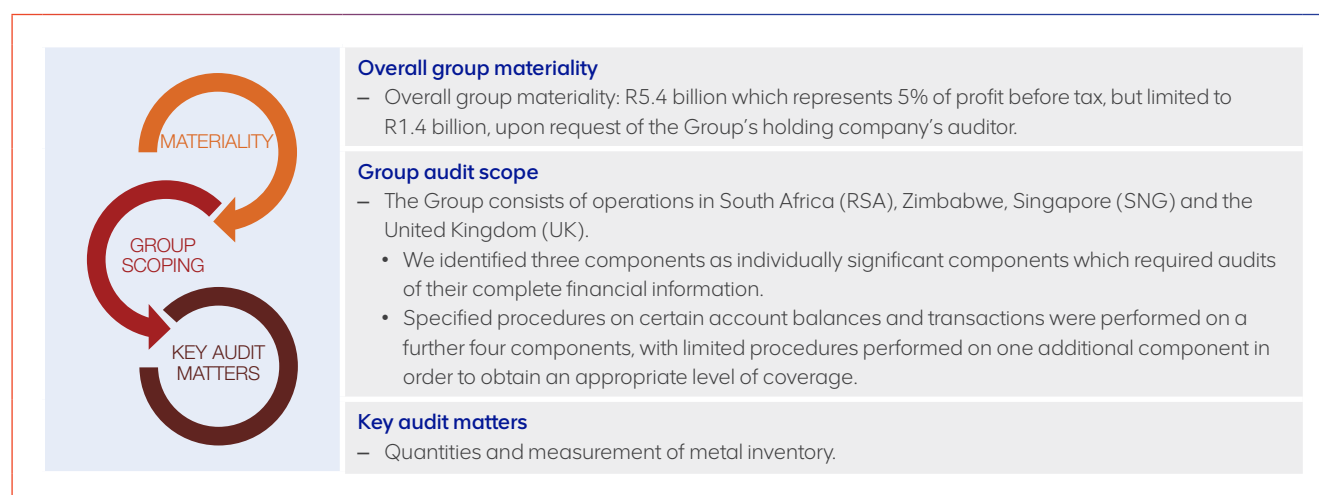 MATERIALITY
GROUP
SCOPING
KEY AUDIT
MATTERS
Overall group materiality
– Overall group materiality: R5.4 billion which represents 5% of profit before tax, but limited to
R1.4 billion, upon request of the Group’s holding company’s auditor.
Group audit scope
– The Group consists of operations in South Africa (RSA), Zimbabwe, Singapore (SNG) and the
United Kingdom (UK).
• We identified three components as individually significant components which required audits
of their complete financial information.
• Specified procedures on certain account balances and transactions were performed on a
further four components, with limited procedures performed on one additional component in
order to obtain an appropriate level of coverage.
Key audit matters
– Quantities and measurement of metal inventory.